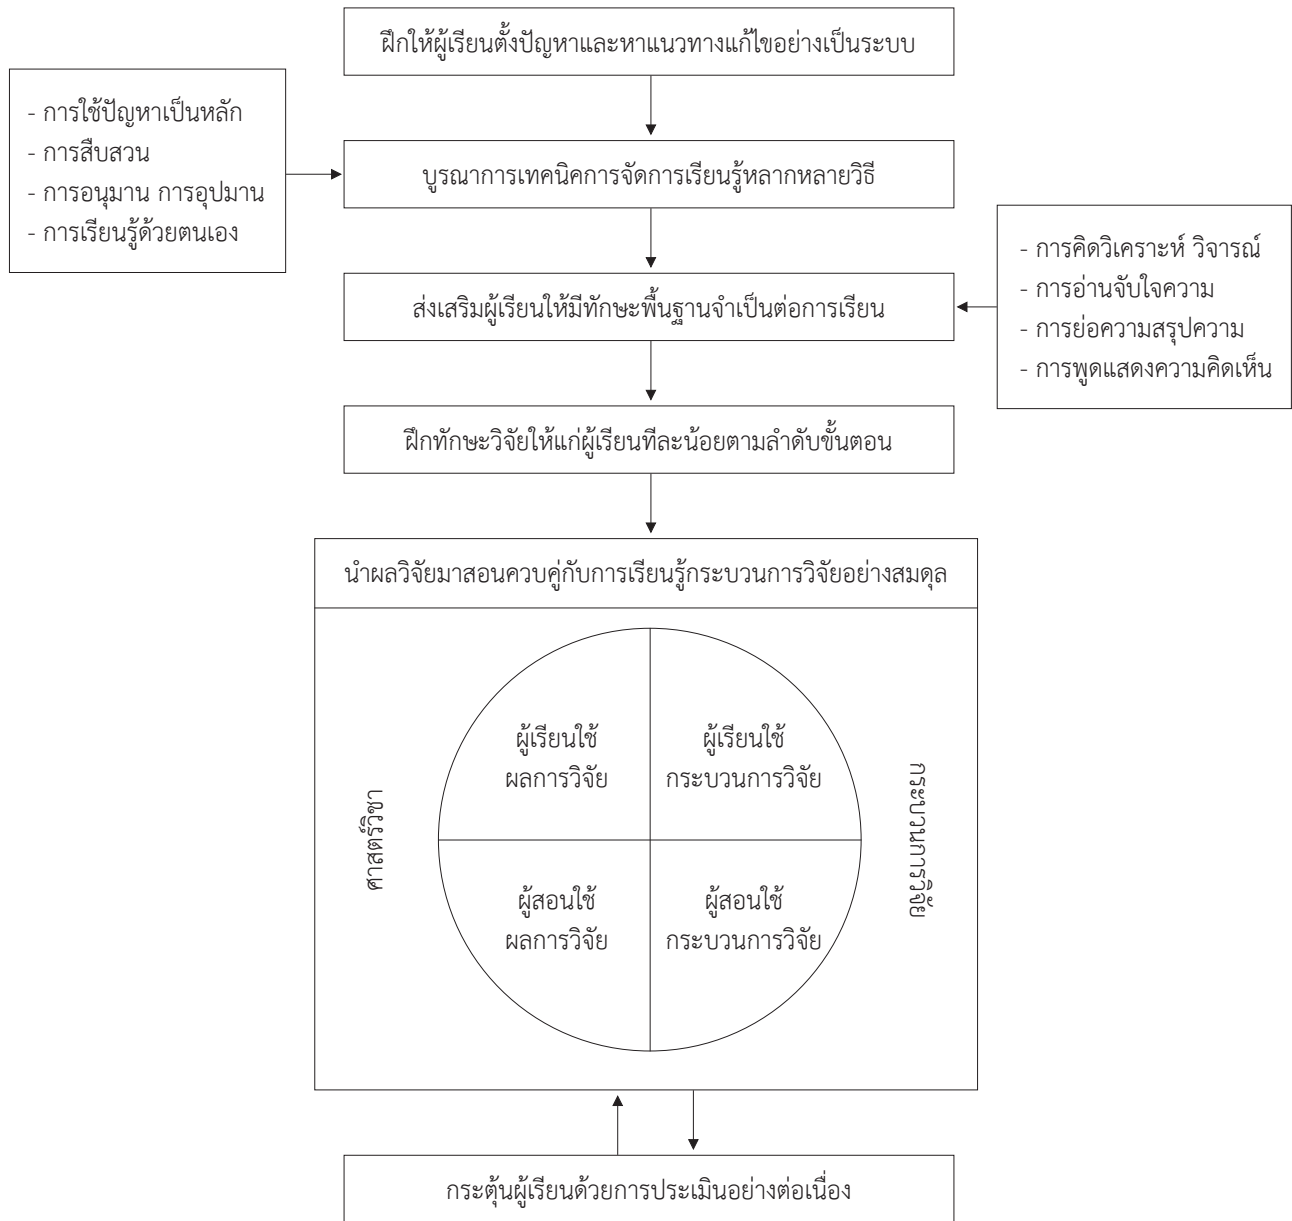 ฝึกให้ผู้เรียนตั้งปัญหาและหาแนวทางแก้ไขอย่างเป็นระบบ
- การใช้ปัญหาเป็นหลัก
- การสืบสวน
- การอนุมาน การอุปมาน
- การเรียนรู้ด้วยตนเอง
บูรณาการเทคนิคการจัดการเรียนรู้หลากหลายวิธี
- การคิดวิเคราะห์ วิจารณ์
- การอ่านจับใจความ
- การย่อความสรุปความ
- การพูดแสดงความคิดเห็น
ส่งเสริมผู้เรียนให้มีทักษะพื้นฐานจำเป็นต่อการเรียน
ฝึกทักษะวิจัยให้แก่ผู้เรียนทีละน้อยตามลำดับขั้นตอน
นำผลวิจัยมาสอนควบคู่กับการเรียนรู้กระบวนการวิจัยอย่างสมดุล
ศาสตร์วิชา
ผู้เรียนใช้
ผลการวิจัย
ผู้เรียนใช้
กระบวนการวิจัย
ผู้สอนใช้
ผลการวิจัย
ผู้สอนใช้
กระบวนการวิจัย
กระบวนการวิจัย
กระตุ้นผู้เรียนด้วยการประเมินอย่างต่อเนื่อง